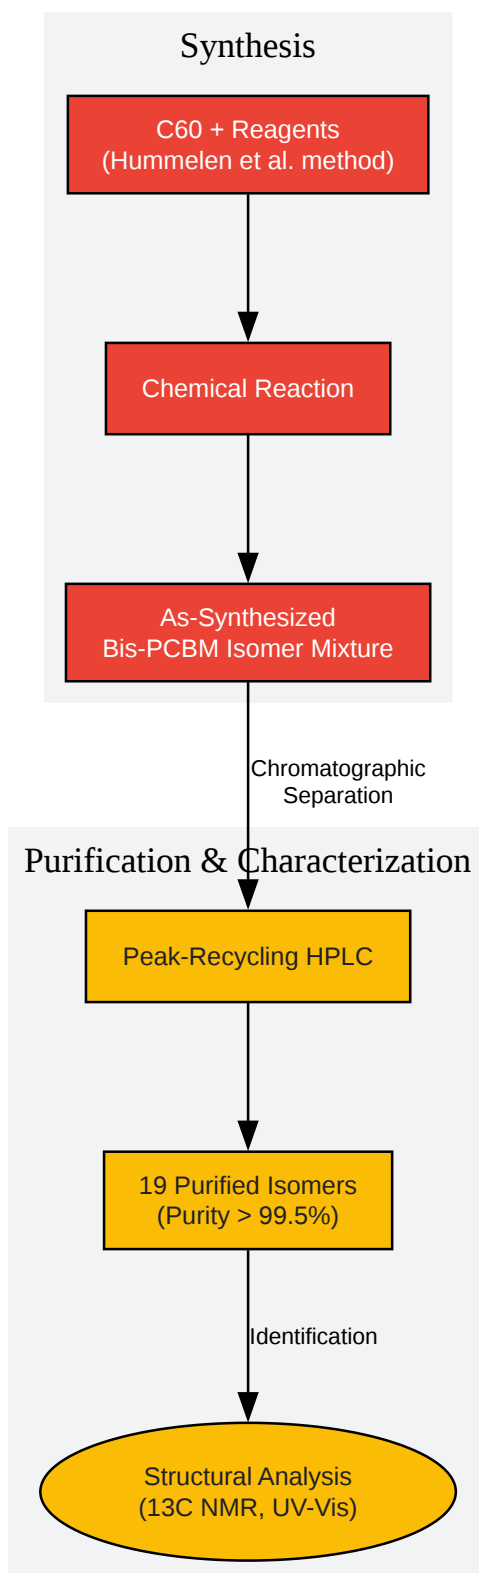 Synthesis
C60 + Reagents
(Hummelen et al. method)
Chemical Reaction
As-Synthesized
Bis-PCBM Isomer Mixture
Chromatographic
Separation
Purification & Characterization
Peak-Recycling HPLC
19 Purified Isomers
(Purity > 99.5%)
Identification
Structural Analysis
(13C NMR, UV-Vis)